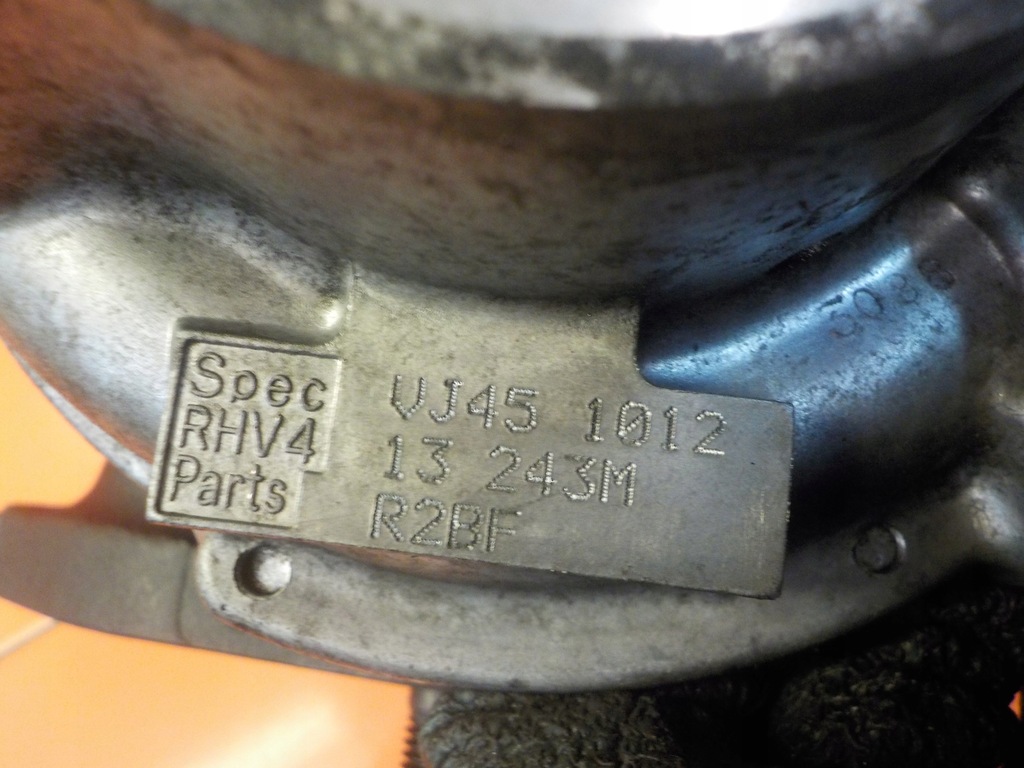 Spec
RHV4
Parts
VJ45 1012
13 243M
R2BF